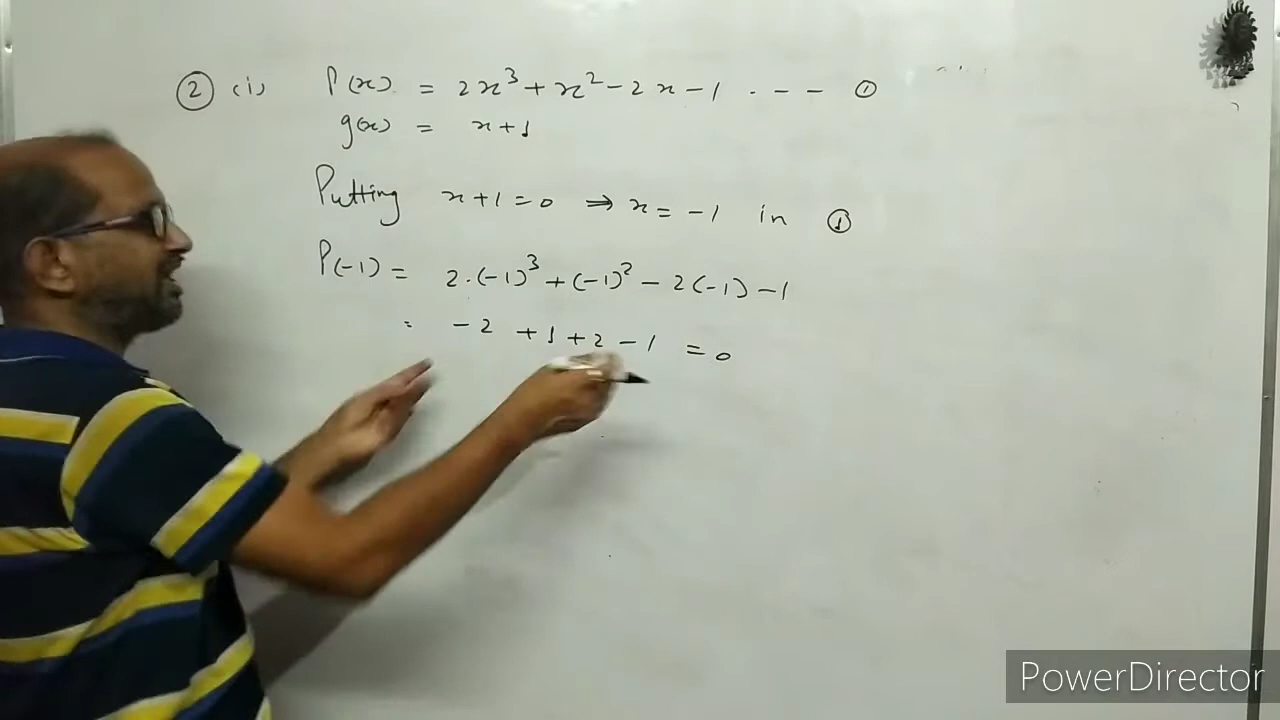 ② (i) P(x) = 2x³ + x² - 2x - 1 . - - - ①
g(x) = x+1
Putting x+1=0 ⇒ x= -1 in ①
P(-1) = 2.(-1)³ + (-1)² - 2(-1) -1
= -2 +1+2-1 =0
PowerDirector